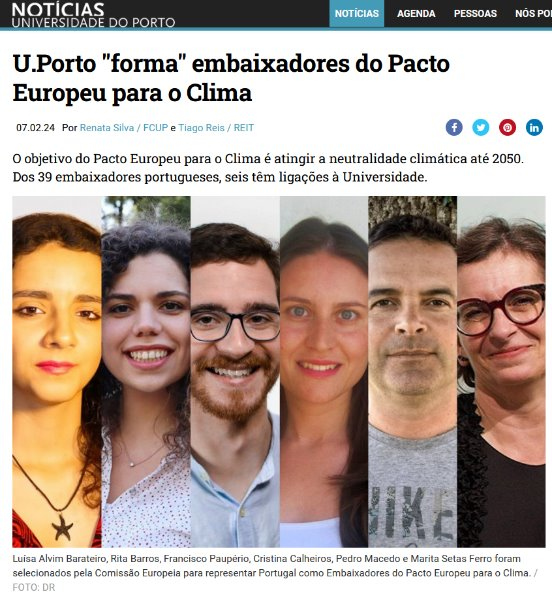 NOTÍCIAS
UNIVERSIDADE DO PORTO
NOTÍCIAS AGENDA PESSOAS
U.Porto "forma" embaixadores do Pacto
Europeu para o Clima
07.02.24 Por Renata Silva / FCUP e Tiago Reis / REIT
O objetivo do Pacto Europeu para o Clima é atingir a neutralidade climática até 2050.
Dos 39 embaixadores portugueses, seis têm ligações à Universidade.
NIKE
Luísa Alvim Barateiro, Rita Barros, Francisco Paupério, Cristina Calheiros, Pedro Macedo e Marita Setas Ferro foram
selecionados pela Comissão Europeia para representar Portugal como Embaixadores do Pacto Europeu para o Clima. /
FOTO: DR